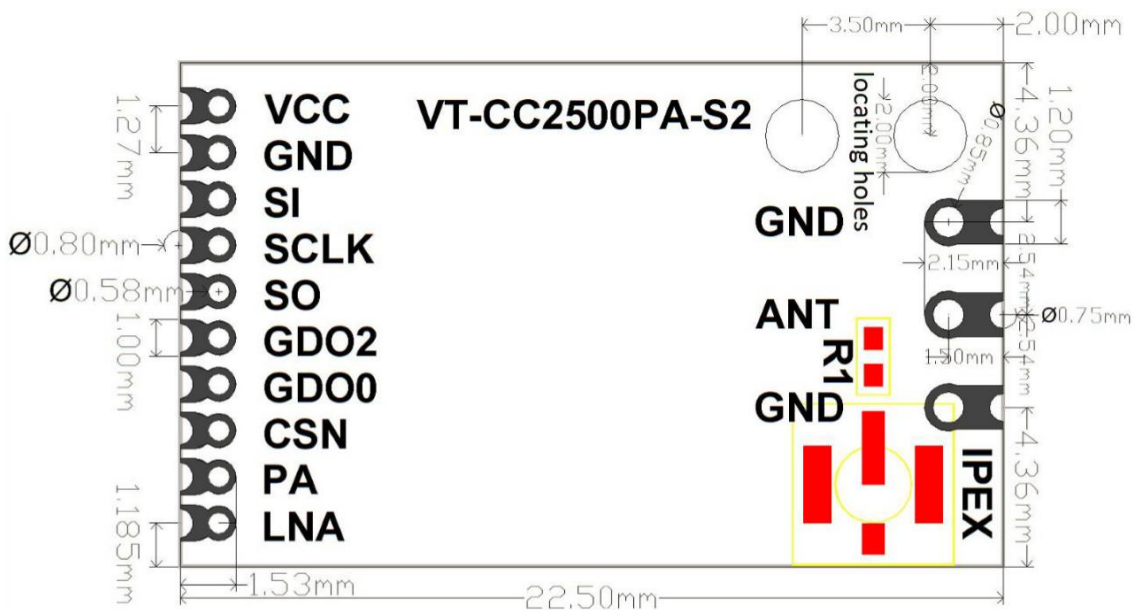 3.50mm
2.00mm
VT-CC2500PA-S2
locating holes
2.00mm
2.00mm
Ø0.85mm
4.36mm
1.20mm
VCC
1.27mm
GND
SI
GND
SCLK
Ø0.80mm
2.15mm
2.54mm
SO
Ø0.58mm
ANT
Ø0.75mm
GDO2
1.00mm
R1
1.50mm
2.54mm
GDO0
GND
CSN
4.36mm
PA
IPEX
LNA
1.185mm
1.53mm
22.50mm